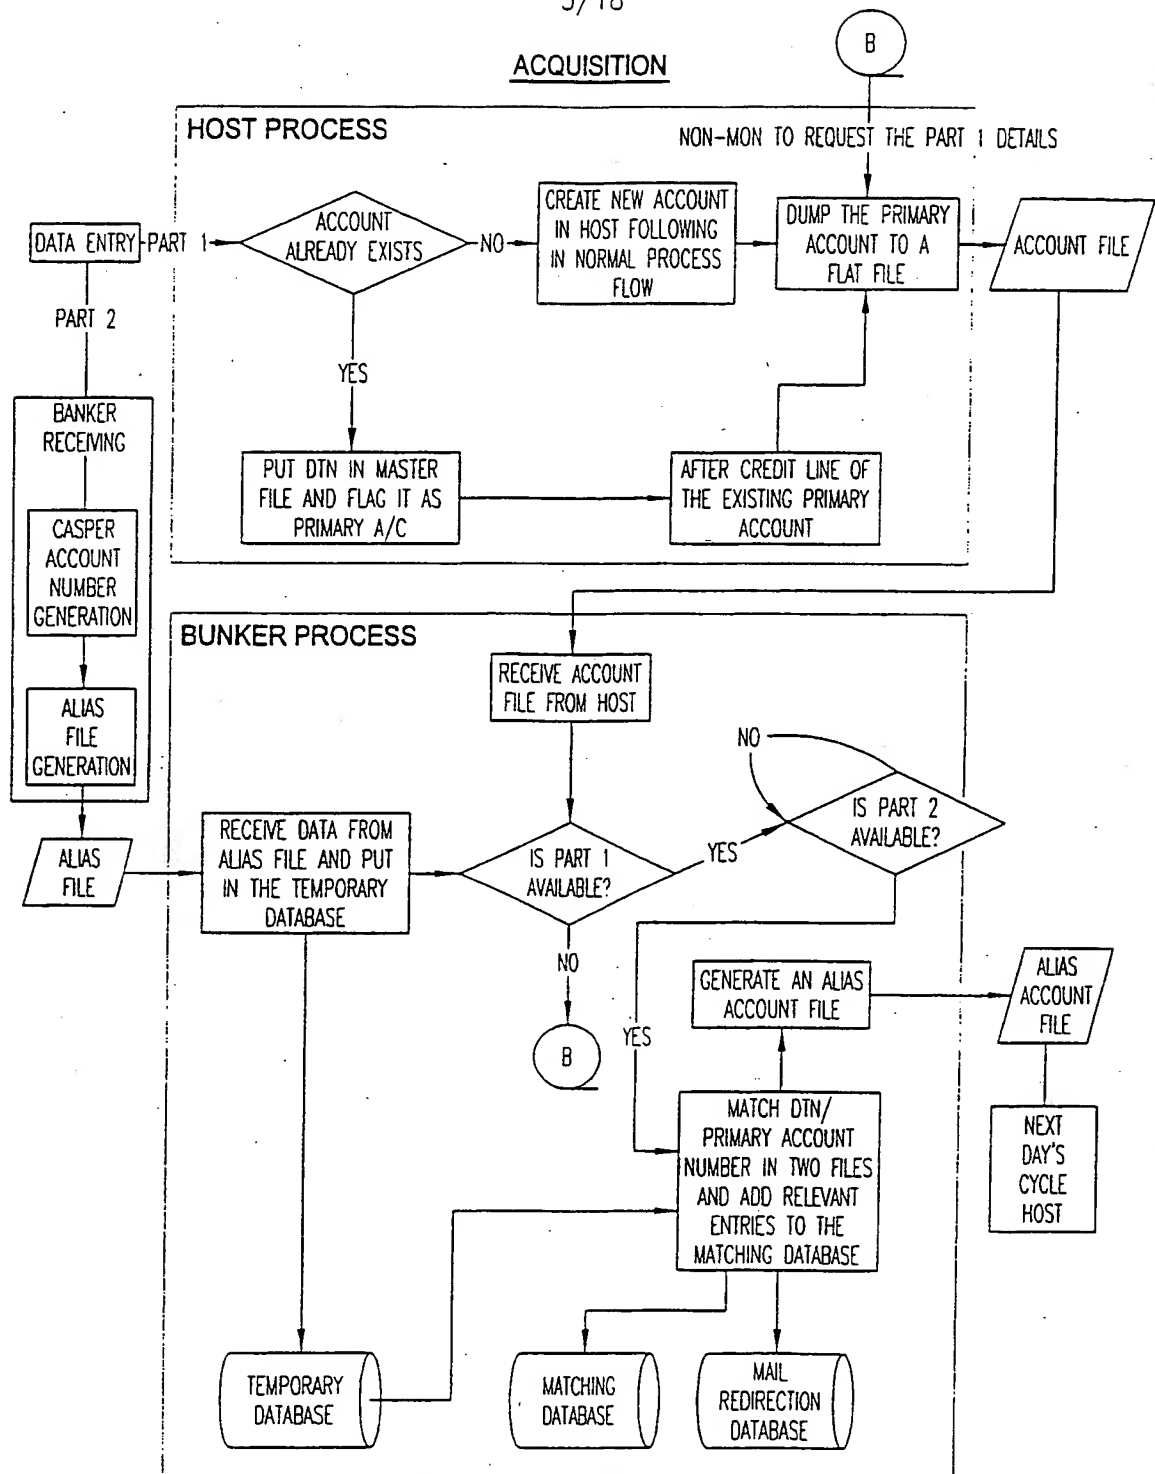 5/18
ACQUISITION
B
HOST PROCESS
NON-MON TO REQUEST THE PART 1 DETAILS
DATA ENTRY
PART 1
ACCOUNT
ALREADY EXISTS
NO
CREATE NEW ACCOUNT
IN HOST FOLLOWING
IN NORMAL PROCESS
FLOW
DUMP THE PRIMARY
ACCOUNT TO A
FLAT FILE
ACCOUNT FILE
PART 2
YES
BANKER
RECEIVING
PUT DTN IN MASTER
FILE AND FLAG IT AS
PRIMARY A/C
AFTER CREDIT LINE OF
THE EXISTING PRIMARY
ACCOUNT
CASPER
ACCOUNT
NUMBER
GENERATION
ALIAS
FILE
GENERATION
ALIAS
FILE
BUNKER PROCESS
RECEIVE ACCOUNT
FILE FROM HOST
NO
IS PART 2
AVAILABLE?
RECEIVE DATA FROM
ALIAS FILE AND PUT
IN THE TEMPORARY
DATABASE
IS PART 1
AVAILABLE?
YES
NO
B
YES
GENERATE AN ALIAS
ACCOUNT FILE
ALIAS
ACCOUNT
FILE
MATCH DTN/
PRIMARY ACCOUNT
NUMBER IN TWO FILES
AND ADD RELEVANT
ENTRIES TO THE
MATCHING DATABASE
NEXT
DAY'S
CYCLE
HOST
TEMPORARY
DATABASE
MATCHING
DATABASE
MAIL
REDIRECTION
DATABASE